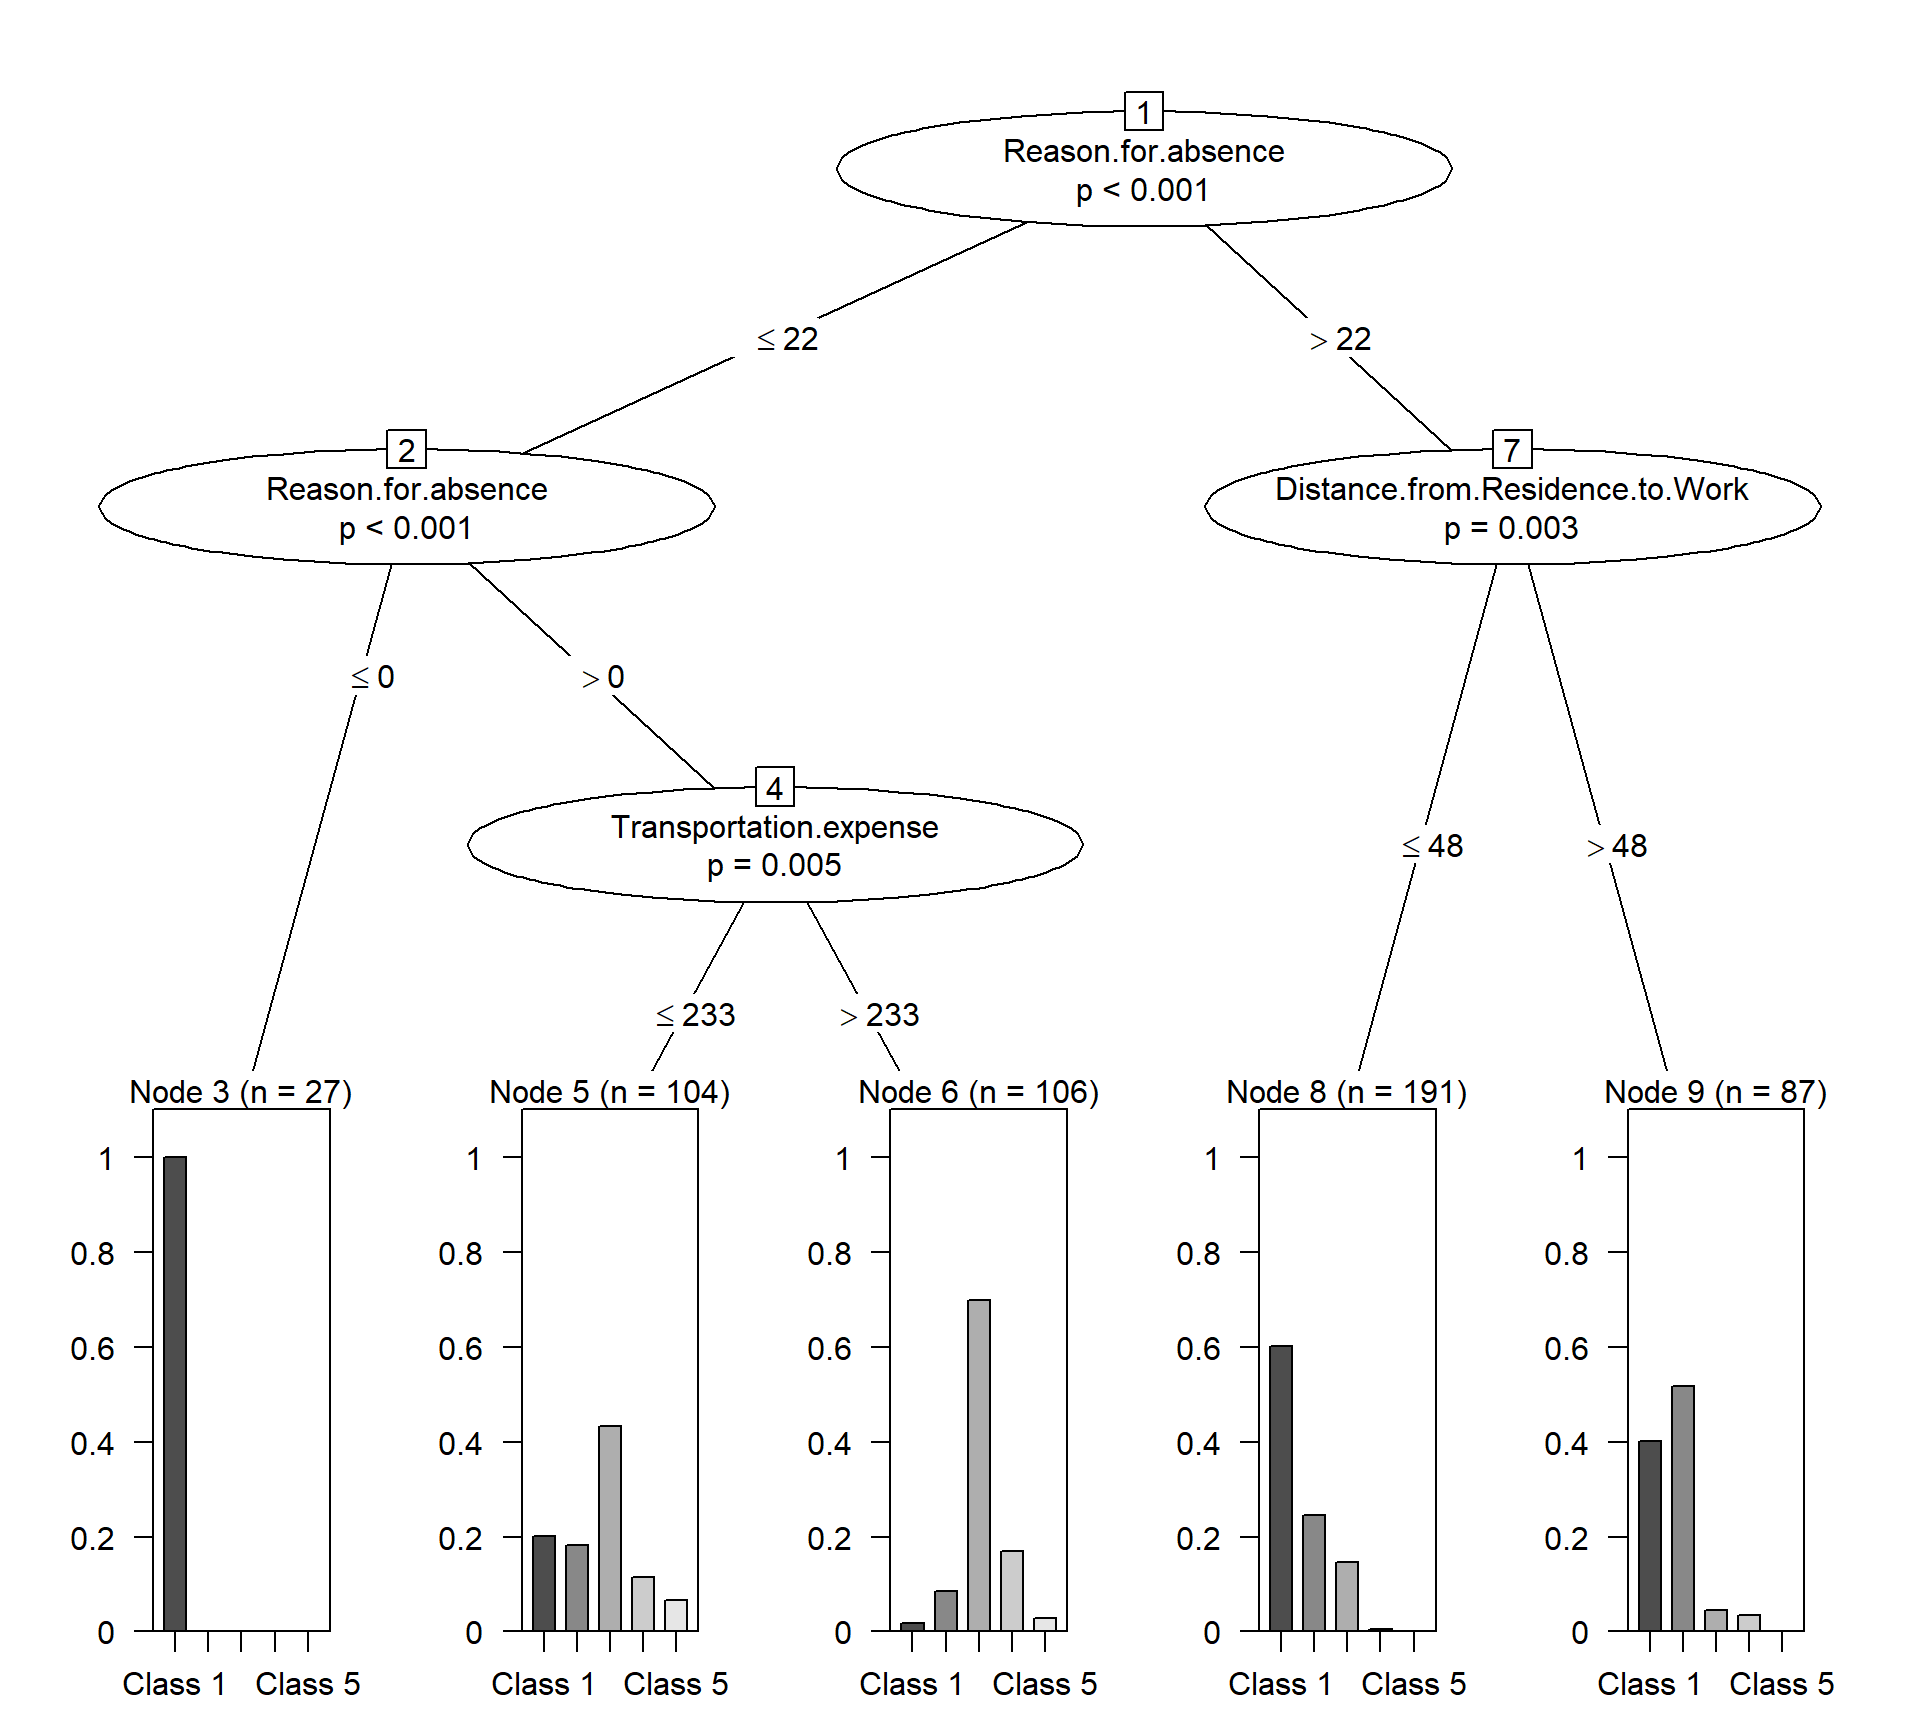 1
Reason.for.absence
p < 0.001
≤ 22
> 22
2
Reason.for.absence
p < 0.001
7
Distance.from.Residence.to.Work
p = 0.003
≤ 0
> 0
4
Transportation.expense
p = 0.005
≤ 48
> 48
≤ 233
> 233
Node 3 (n = 27)
1
0.8
0.6
0.4
0.2
0
Class 1 Class 5
Node 5 (n = 104)
1
0.8
0.6
0.4
0.2
0
Class 1 Class 5
Node 6 (n = 106)
1
0.8
0.6
0.4
0.2
0
Class 1 Class 5
Node 8 (n = 191)
1
0.8
0.6
0.4
0.2
0
Class 1 Class 5
Node 9 (n = 87)
1
0.8
0.6
0.4
0.2
0
Class 1 Class 5